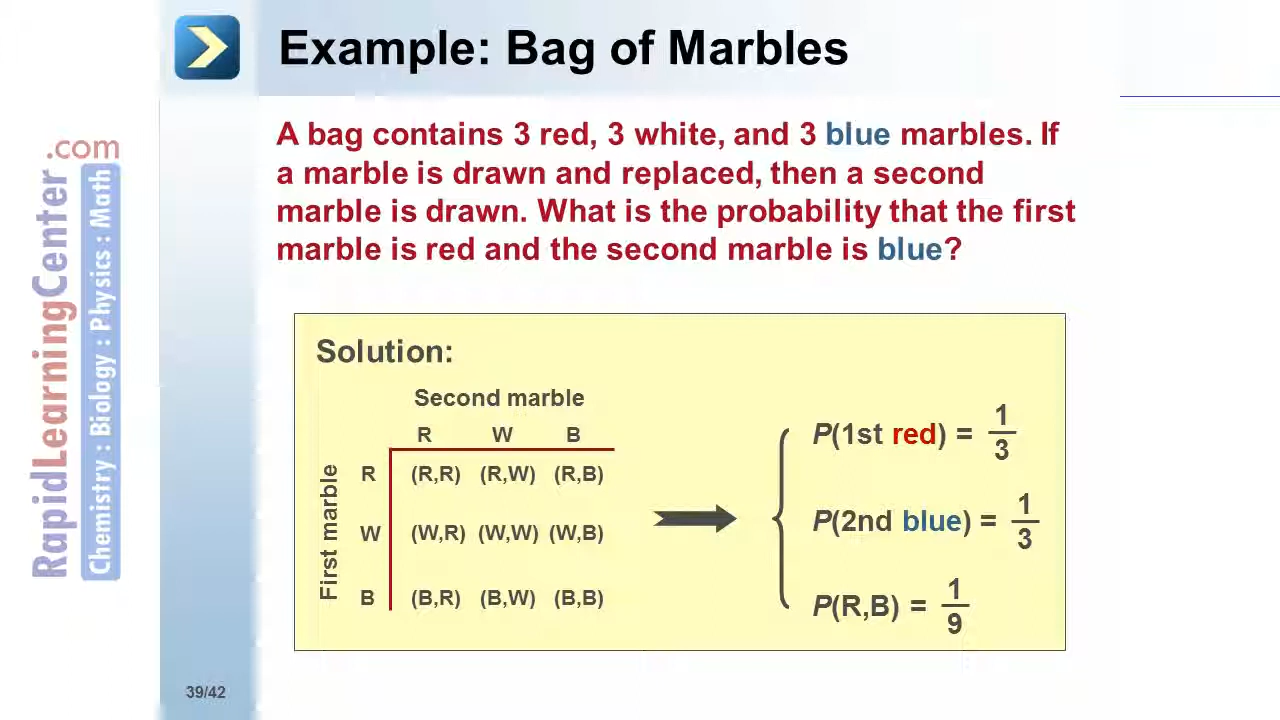 Example: Bag of Marbles
A bag contains 3 red, 3 white, and 3 blue marbles. If
a marble is drawn and replaced, then a second
marble is drawn. What is the probability that the first
marble is red and the second marble is blue?
Solution:
Second marble
R W B
First marble
R (R,R) (R,W) (R,B)
W (W,R) (W,W) (W,B)
B (B,R) (B,W) (B,B)
P(1st red) = 1/3
P(2nd blue) = 1/3
P(R,B) = 1/9
39/42
RapidLearningCenter.com
Chemistry : Biology : Physics : Math